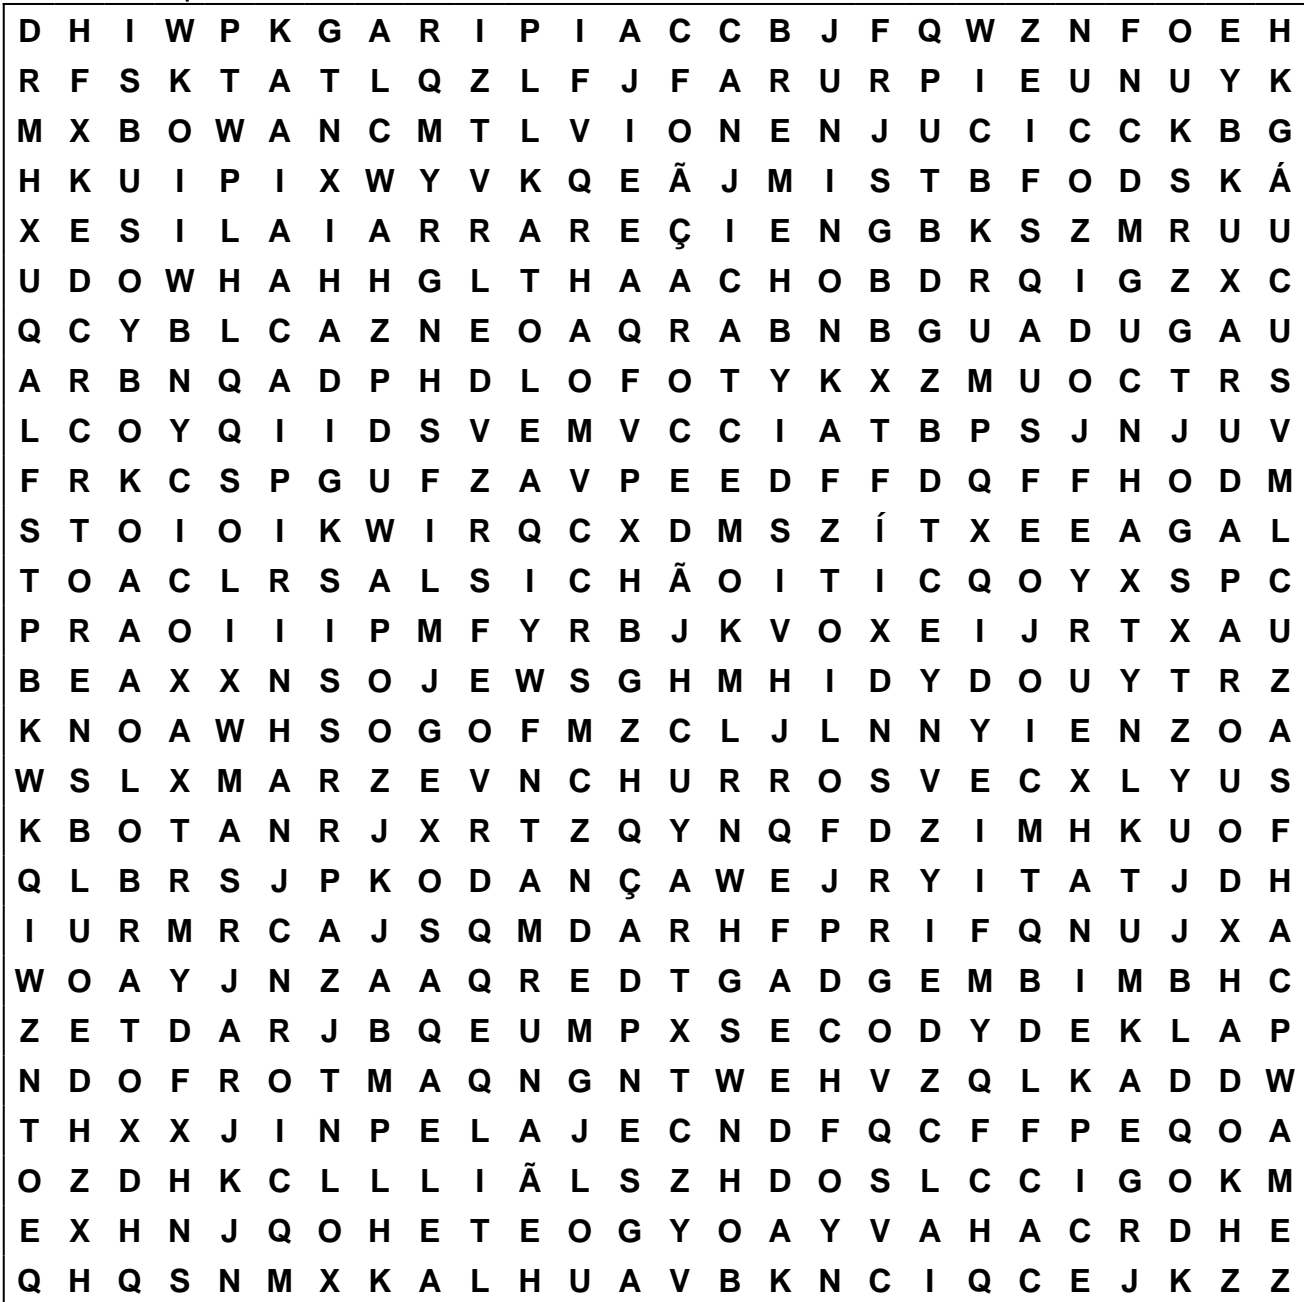 D H I W P K G A R I P I A C C B J F Q W Z N F O E H
R F S K T A T L Q Z L F J F A R U R P I E U N U Y K
M X B O W A N C M T L V I O N E N J U C I C C K B G
H K U I P I X W Y V K Q E Ã J M I S T B F O D S K Á
X E S I L A I A R R A R E Ç I E N G B K S Z M R U U
U D O W H A H H G L T H A A C H O B D R Q I G Z X C
Q C Y B L C A Z N E O A Q R A B N B G U A D U G A U
A R B N Q A D P H D L O F O T Y K X Z M U O C T R S
L C O Y Q I I D S V E M V C C I A T B P S J N J U V
F R K C S P G U F Z A V P E E D F F D Q F F H O D M
S T O I O I K W I R Q C X D M S Z Í T X E E A G A L
T O A C L R S A L S I C H Ã O I T I C Q O Y X S P C
P R A O I I I P M F Y R B J K V O X E I J R T X A U
B E A X X N S O J E W S G H M H I D Y D O U Y T R Z
K N O A W H S O G O F M Z C L J L N N Y I E N Z O A
W S L X M A R Z E V N C H U R R O S V E C X L Y U S
K B O T A N R J X R T Z Q Y N Q F D Z I M H K U O F
Q L B R S J P K O D A N Ç A W E J R Y I T A T J D H
I U R M R C A J S Q M D A R H F P R I F Q N U J X A
W O A Y J N Z A A Q R E D T G A D G E M B I M B H C
Z E T D A R J B Q E U M P X S E C O D Y D E K L A P
N D O F R O T M A Q N G N T W E H V Z Q L K A D D W
T H X X J I N P E L A J E C N D F Q C F F P E Q O A
O Z D H K C L L L I Ã L S Z H D O S L C C I G O K M
E X H N J Q O H E T E O G Y O A Y V A H A C R D H E
Q H Q S N M X K A L H U A V B K N C I Q C E J K Z Z